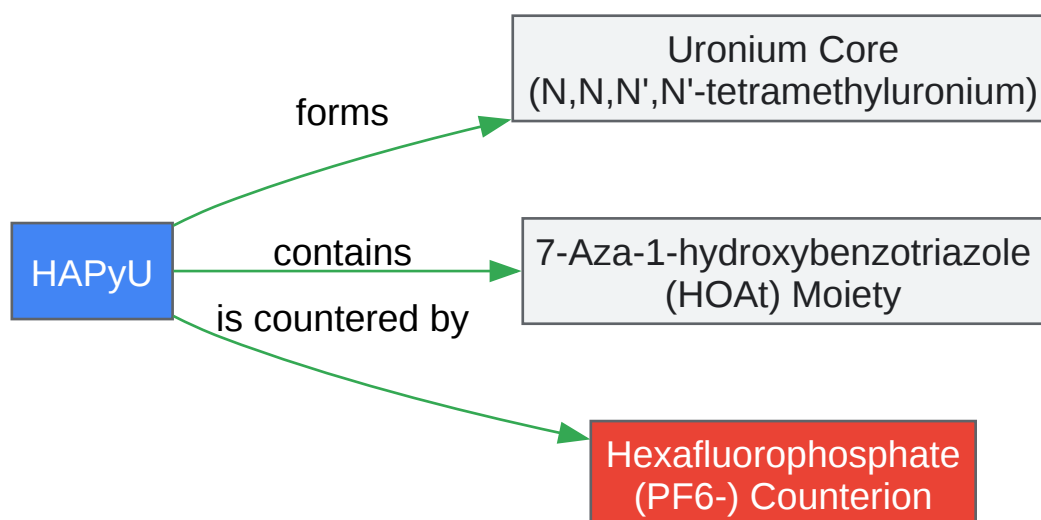 Uronium Core
(N,N,N',N'-tetramethyluronium)
forms
HAPyU
contains
7-Aza-1-hydroxybenzotriazole
(HOAt) Moiety
is countered by
Hexafluorophosphate
(PF6-) Counterion